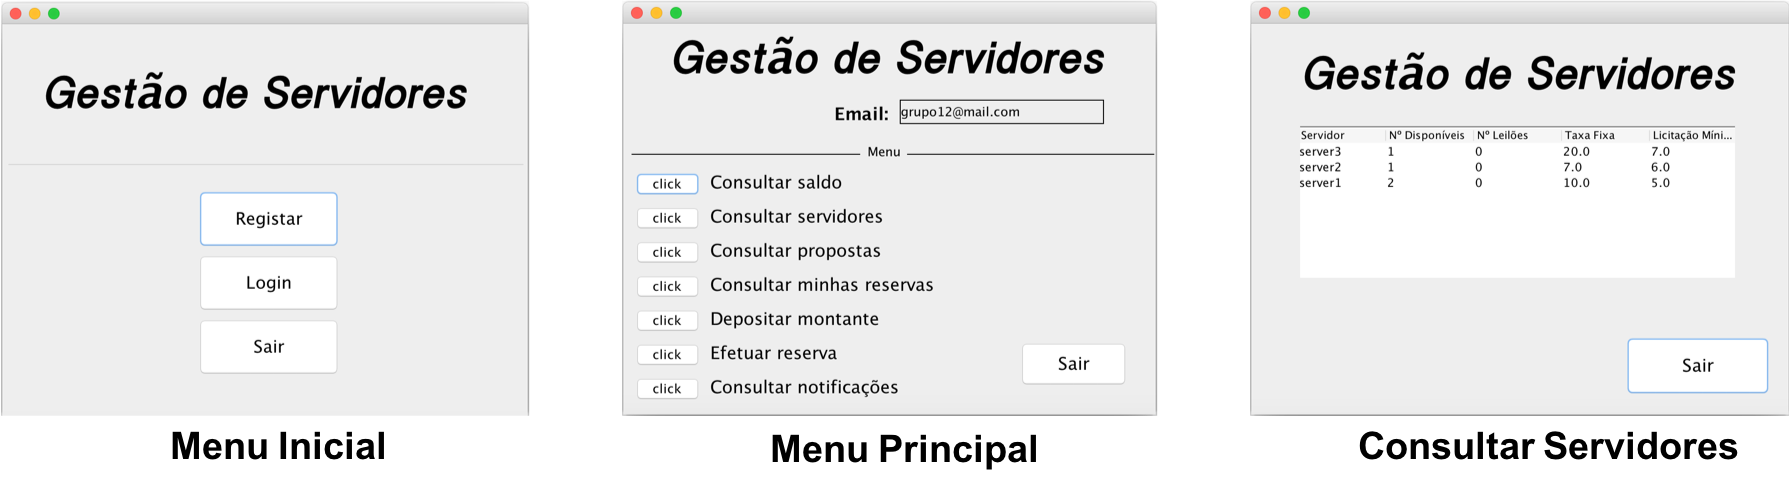 Gestão de Servidores
Registar
Login
Sair
Menu Inicial
Gestão de Servidores
Email: grupo12@mail.com
Menu
click Consultar saldo
click Consultar servidores
click Consultar propostas
click Consultar minhas reservas
click Depositar montante
click Efetuar reserva
click Consultar notificações
Sair
Menu Principal
Gestão de Servidores
Servidor Nº Disponíveis Nº Leilões Taxa Fixa Licitação Míni...
server3 1 0 20.0 7.0
server2 1 0 7.0 6.0
server1 2 0 10.0 5.0
Sair
Consultar Servidores